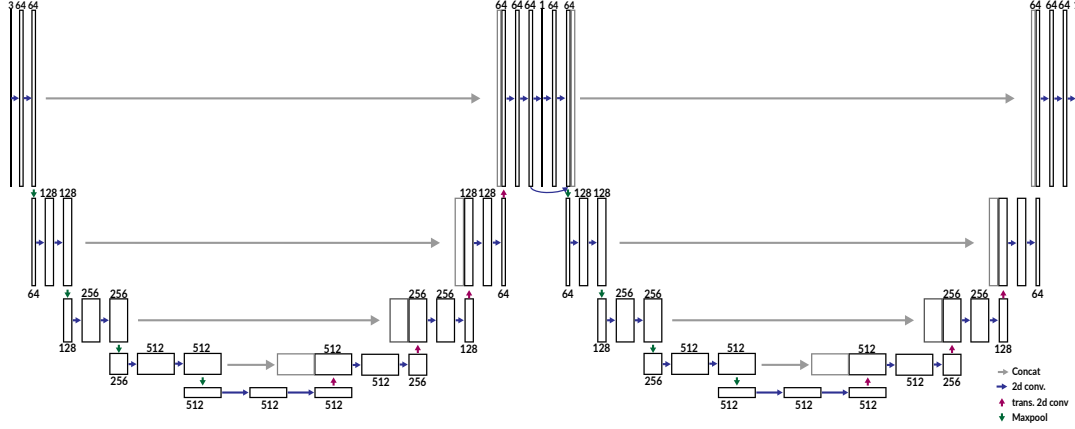 3 64 64 64 64 64 1 64 64 64 64 64
128 128 128 128 128 128
64 64 64 64
256 256 256 256 256 256 256 256
128 128 128 128
512 512 512 512 512 512
256 512 256 256 512 256
512 512 512 512 512 512
Concat
2d conv.
trans. 2d conv
Maxpool